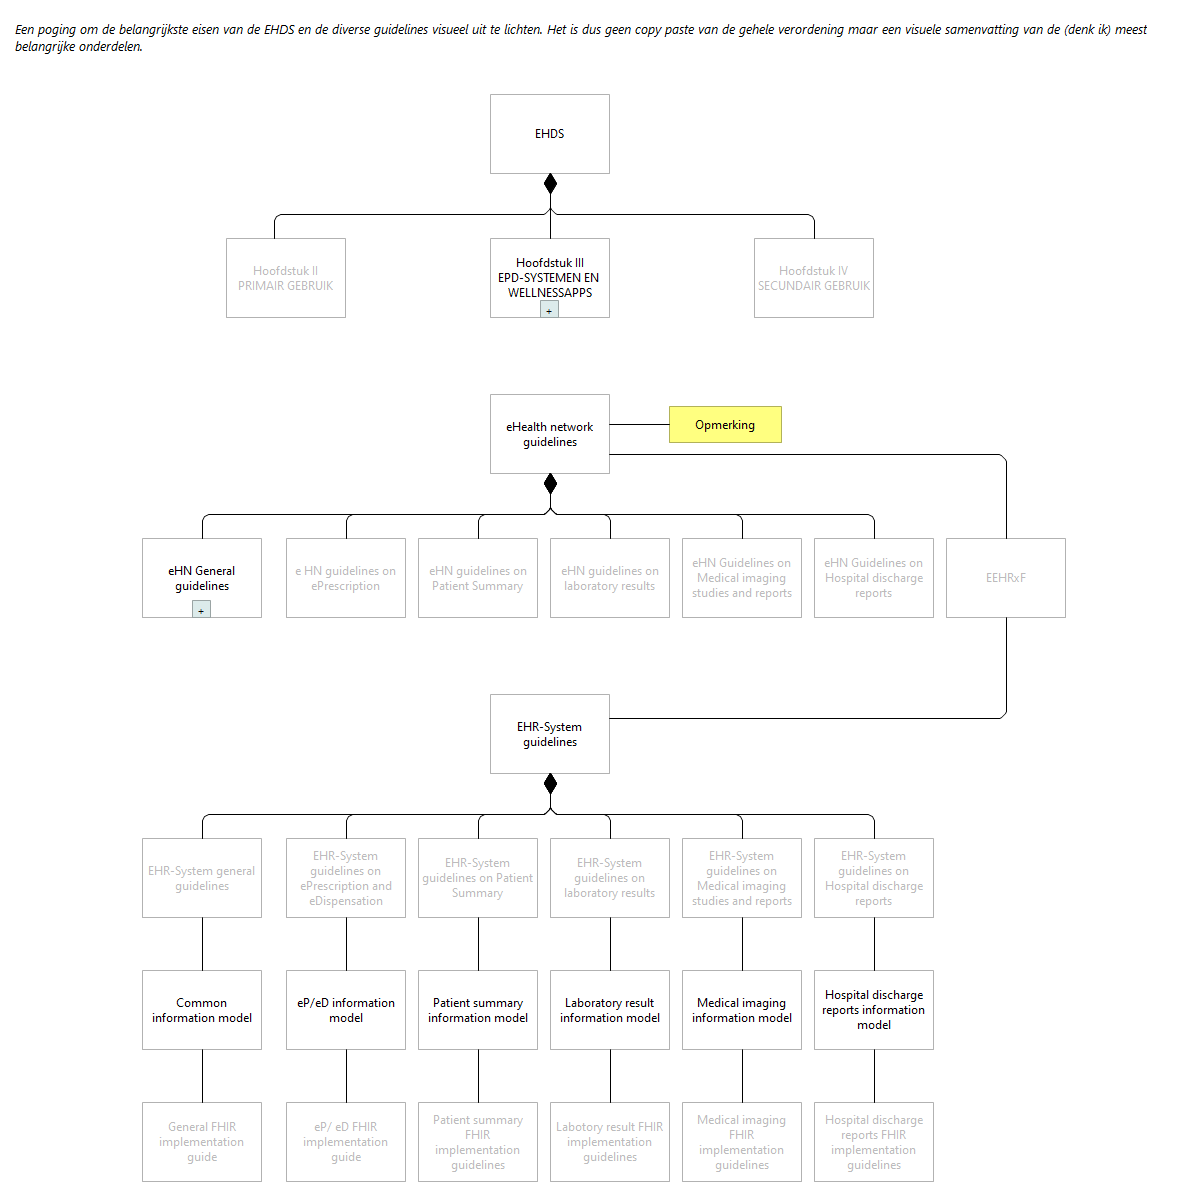 Een poging om de belangrijkste eisen van de EHDS en de diverse guidelines visueel uit te lichten. Het is dus geen copy paste van de gehele verordening maar een visuele samenvatting van de (denk ik) meest
belangrijke onderdelen.
EHDS
Hoofdstuk II
PRIMAIR GEBRUIK
Hoofdstuk III
EPD-SYSTEMEN EN
WELLNESSAPPS
+
Hoofdstuk IV
SECUNDAIR GEBRUIK
eHealth network
guidelines
Opmerking
eHN General
guidelines
+
e HN guidelines on
ePrescription
eHN guidelines on
Patient Summary
eHN guidelines on
laboratory results
eHN Guidelines on
Medical imaging
studies and reports
eHN Guidelines on
Hospital discharge
reports
EEHRxF
EHR-System
guidelines
EHR-System general
guidelines
EHR-System
guidelines on
ePrescription and
eDispensation
EHR-System
guidelines on Patient
Summary
EHR-System
guidelines on
laboratory results
EHR-System
guidelines on
Medical imaging
studies and reports
EHR-System
guidelines on
Hospital discharge
reports
Common
information model
eP/eD information
model
Patient summary
information model
Laboratory result
information model
Medical imaging
information model
Hospital discharge
reports information
model
General FHIR
implementation
guide
eP/ eD FHIR
implementation
guide
Patient summary
FHIR
implementation
guidelines
Labotory result FHIR
implementation
guidelines
Medical imaging
FHIR
implementation
guidelines
Hospital discharge
reports FHIR
implementation
guidelines